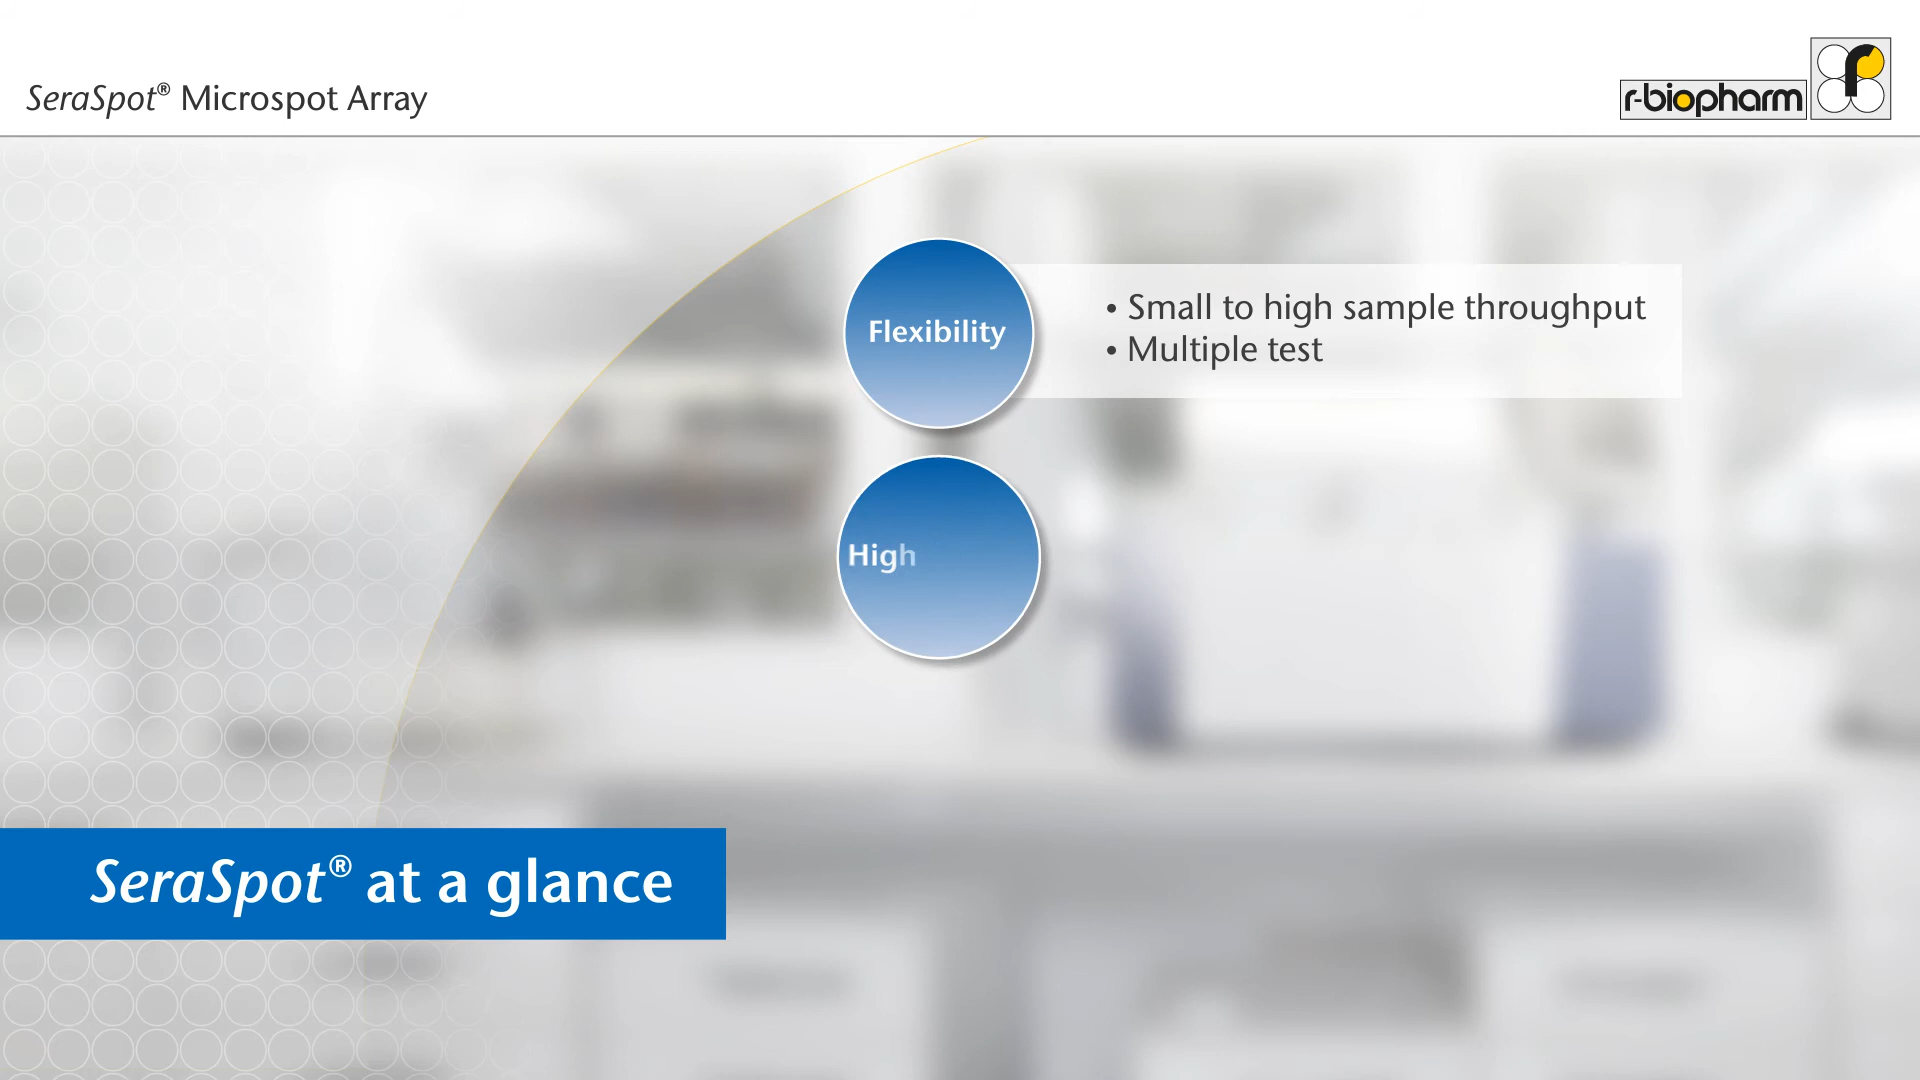 SeraSpot® Microspot Array
r-biopharm
Flexibility
• Small to high sample throughput
• Multiple test
High
SeraSpot® at a glance